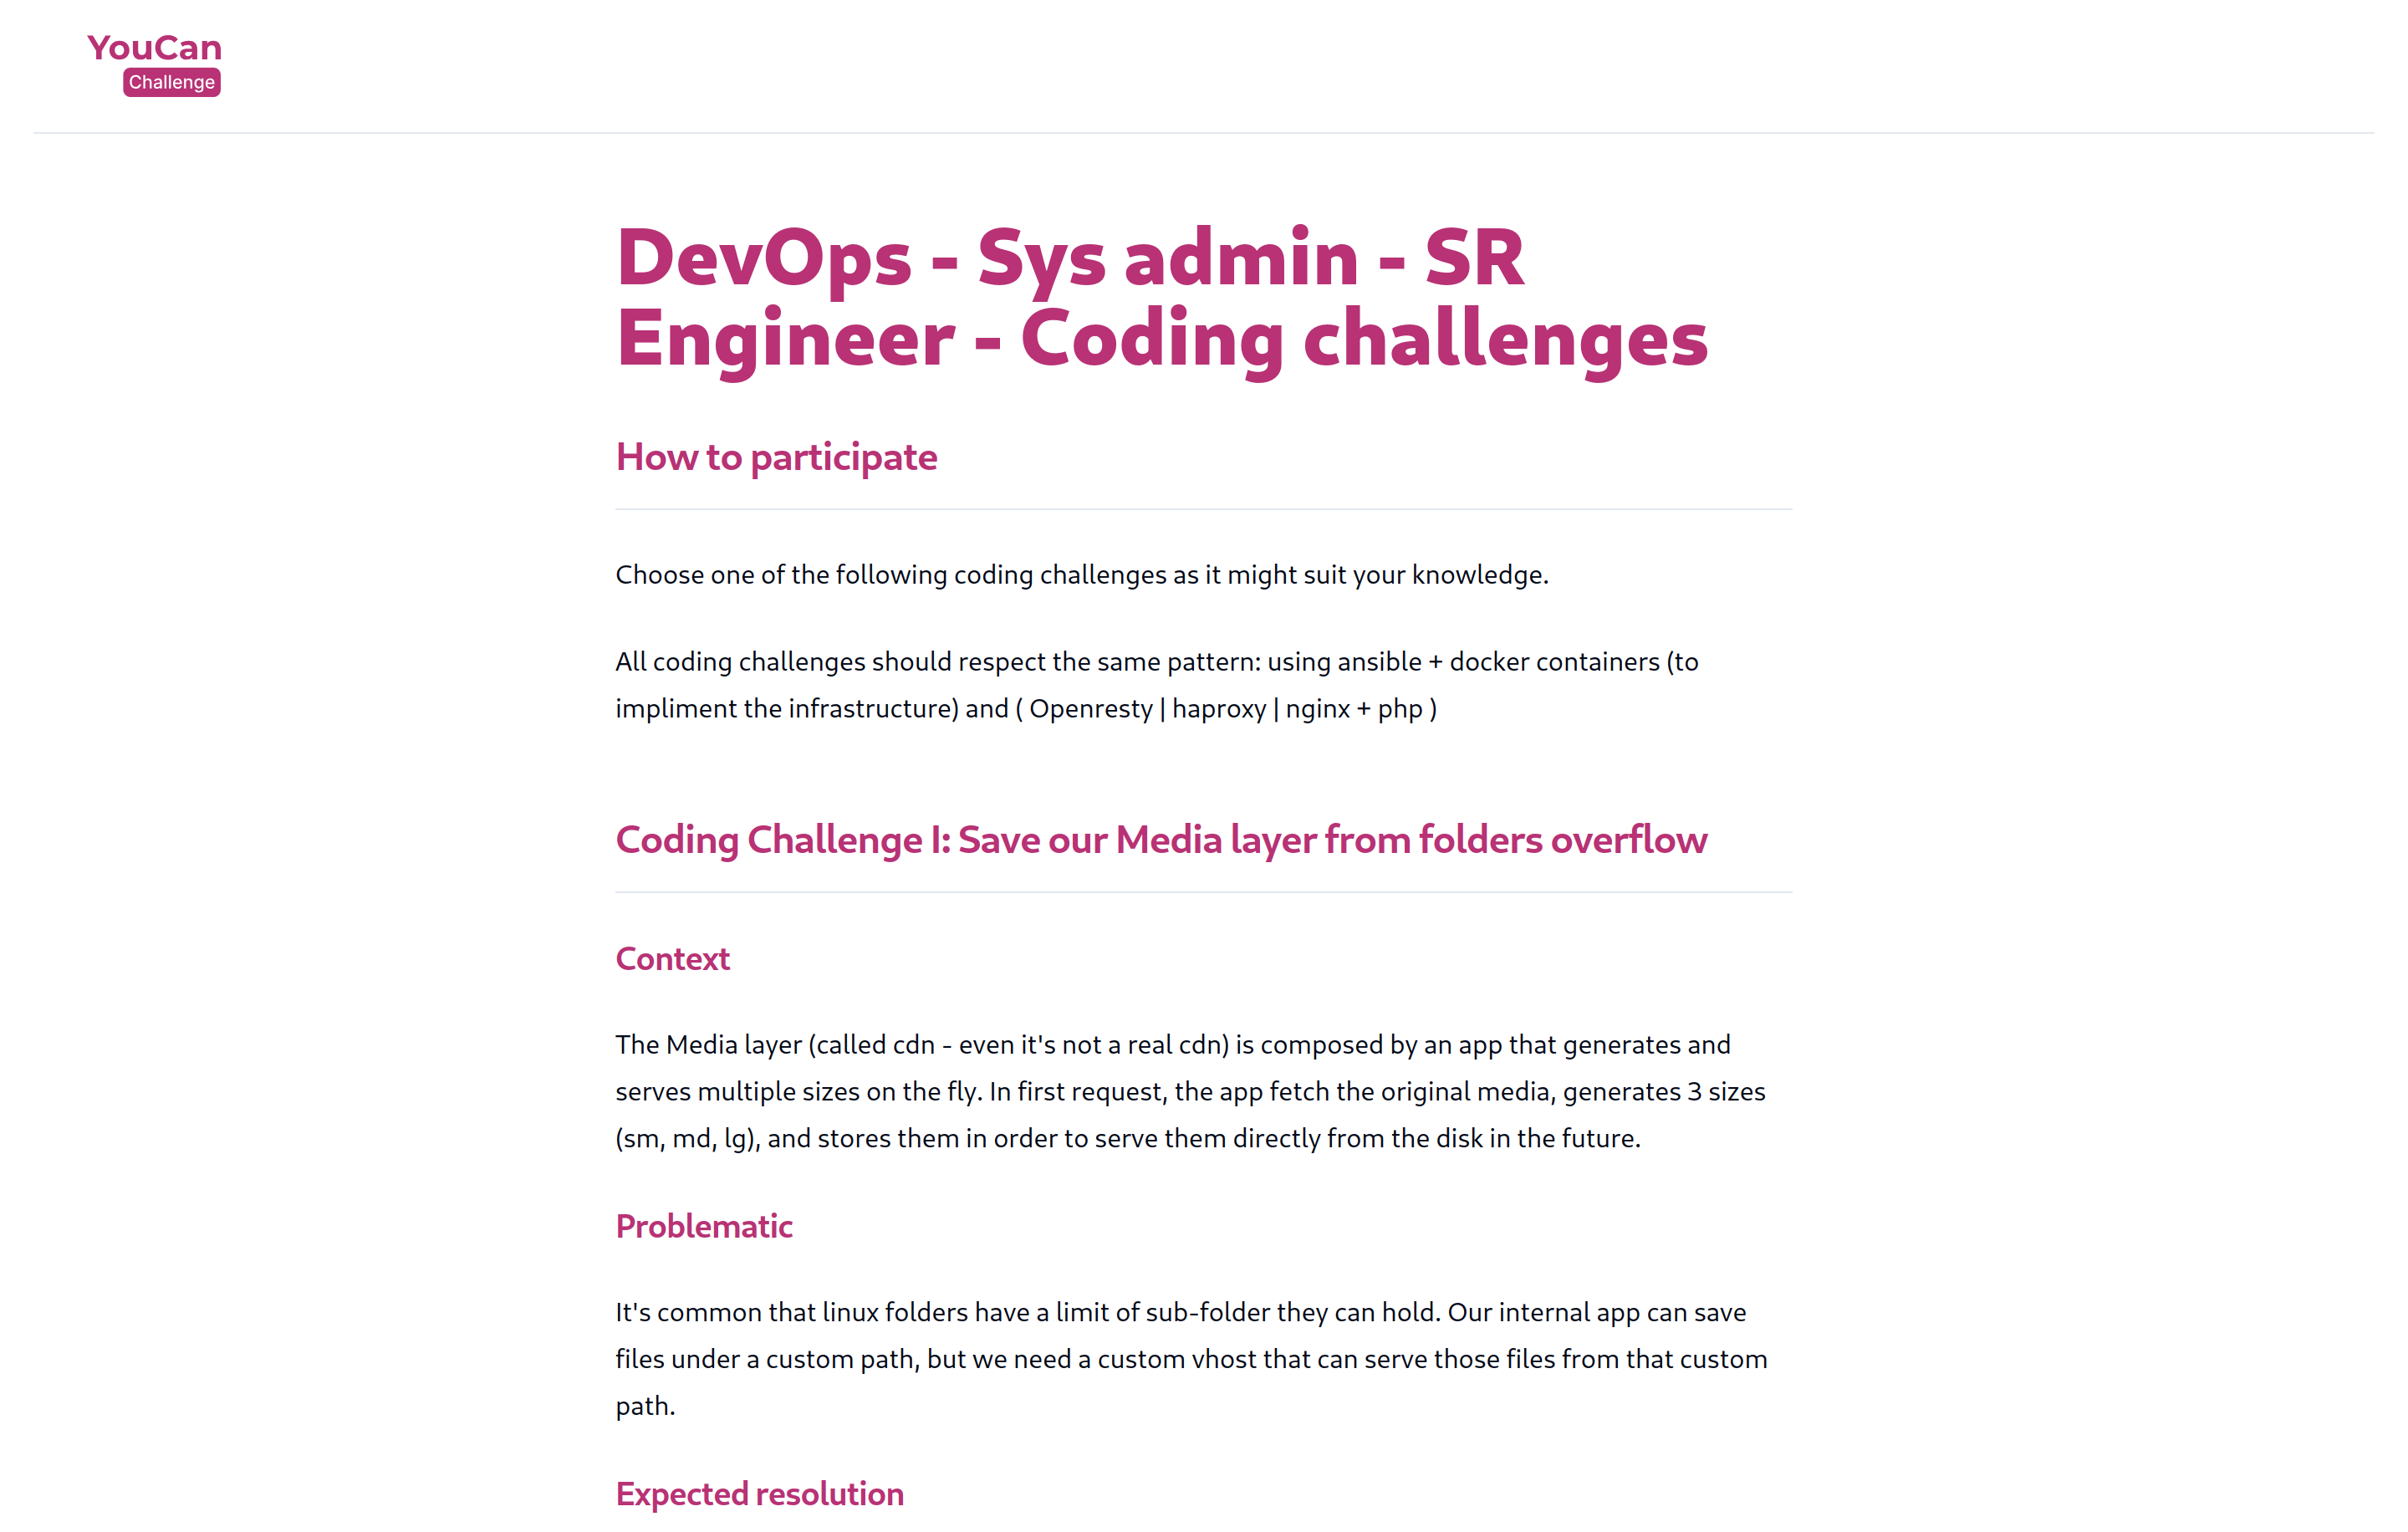 YouCan
Challenge
DevOps - Sys admin - SR
Engineer - Coding challenges
How to participate
Choose one of the following coding challenges as it might suit your knowledge.
All coding challenges should respect the same pattern: using ansible + docker containers (to
impliment the infrastructure) and ( Openresty | haproxy | nginx + php )
Coding Challenge I: Save our Media layer from folders overflow
Context
The Media layer (called cdn - even it's not a real cdn) is composed by an app that generates and
serves multiple sizes on the fly. In first request, the app fetch the original media, generates 3 sizes
(sm, md, lg), and stores them in order to serve them directly from the disk in the future.
Problematic
It's common that linux folders have a limit of sub-folder they can hold. Our internal app can save
files under a custom path, but we need a custom vhost that can serve those files from that custom
path.
Expected resolution